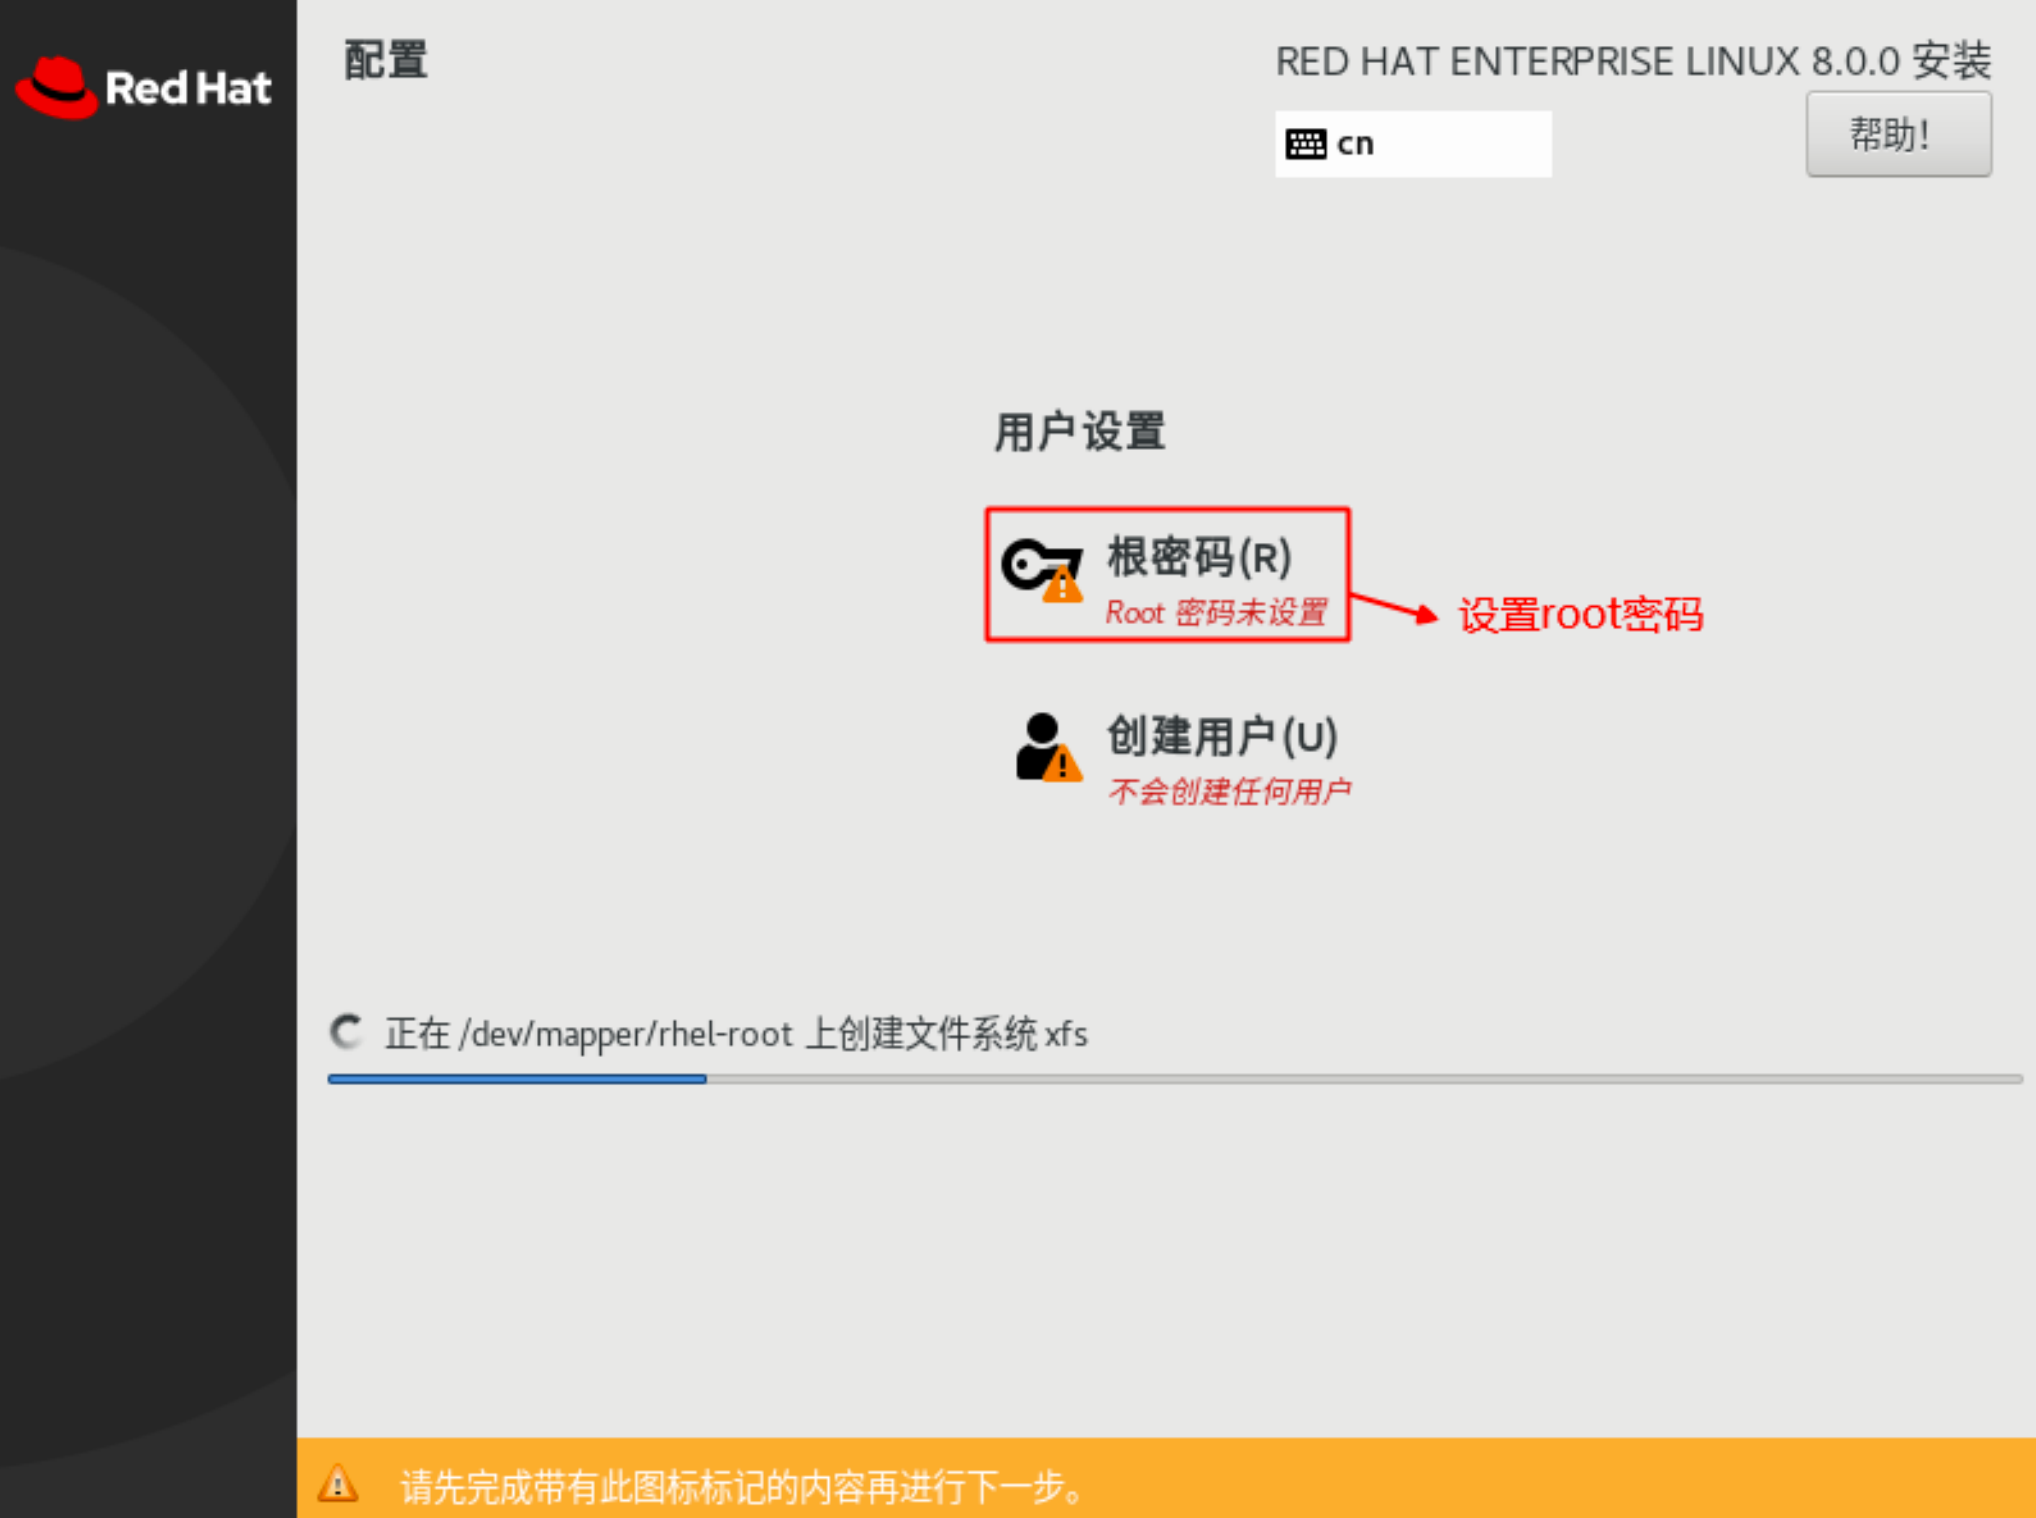 Red Hat
配置
RED HAT ENTERPRISE LINUX 8.0.0 安装
cn
帮助!
用户设置
根密码(R)
Root 密码未设置
设置root密码
创建用户(U)
不会创建任何用户
正在 /dev/mapper/rhel-root 上创建文件系统 xfs
请先完成带有此图标标记的内容再进行下一步。